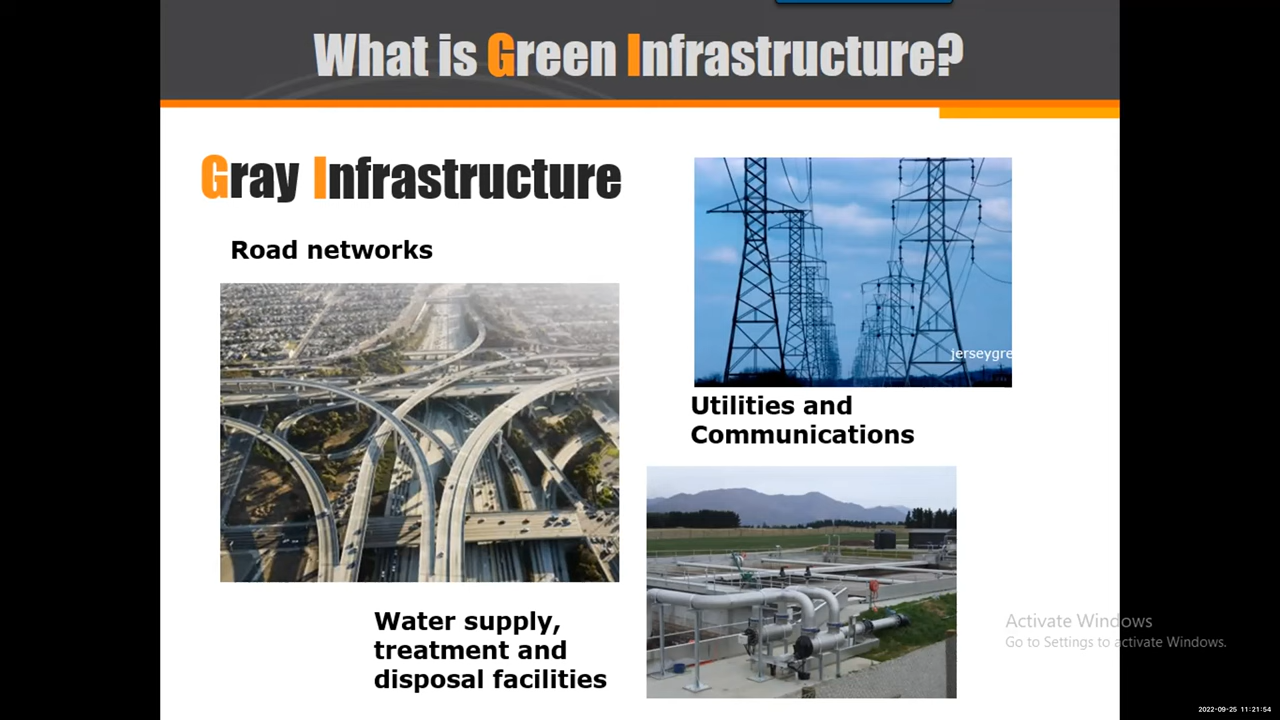 What is Green Infrastructure?
Gray Infrastructure
Road networks
jerseygre
Utilities and
Communications
Water supply,
treatment and
disposal facilities
Activate Windows
Go to Settings to activate Windows.
2022-09-25 11:21:54